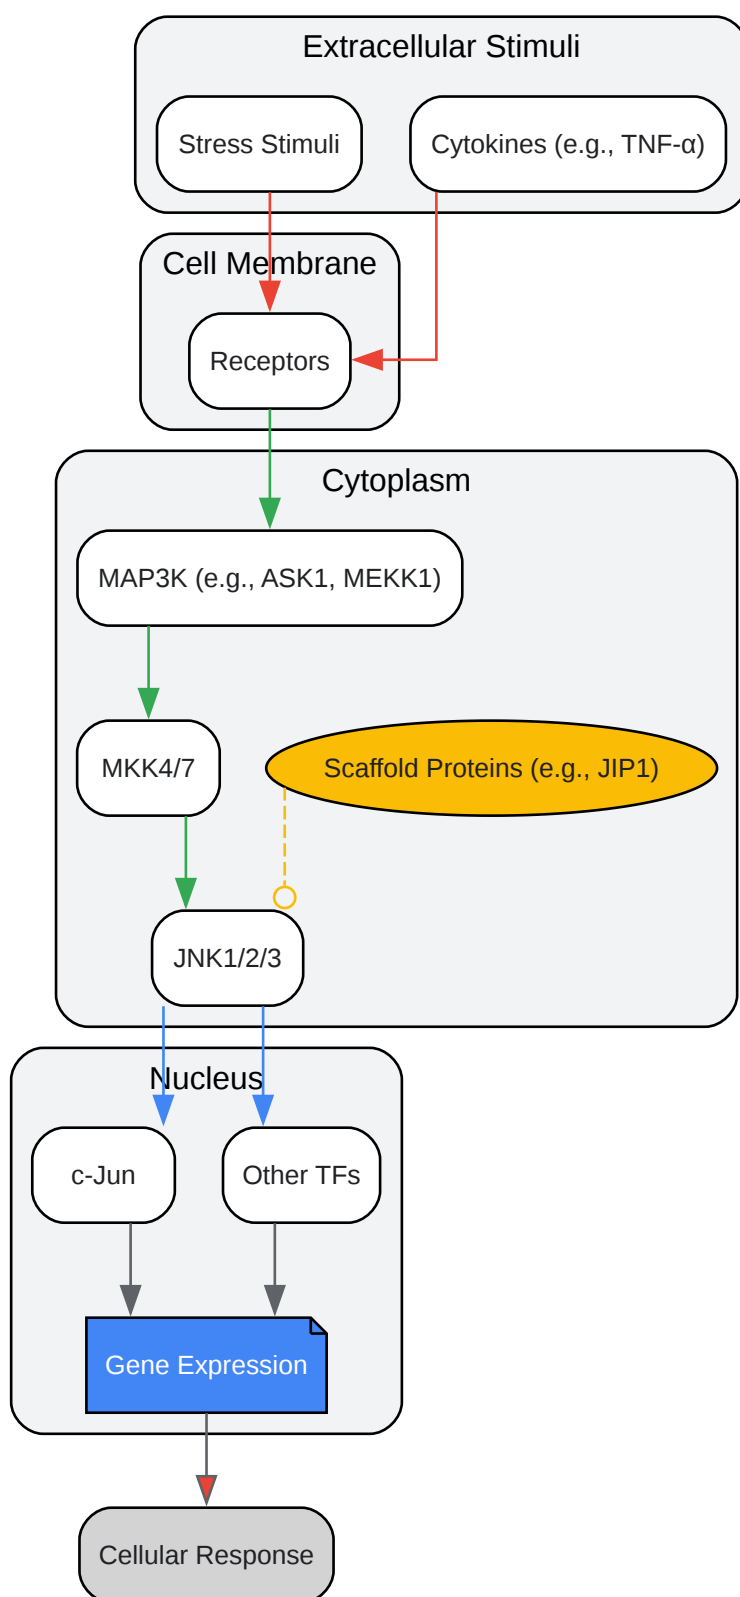 Extracellular Stimuli
Stress Stimuli
Cytokines (e.g., TNF-α)
Cell Membrane
Receptors
Cytoplasm
MAP3K (e.g., ASK1, MEKK1)
MKK4/7
Scaffold Proteins (e.g., JIP1)
JNK1/2/3
Nucleus
c-Jun
Other TFs
Gene Expression
Cellular Response